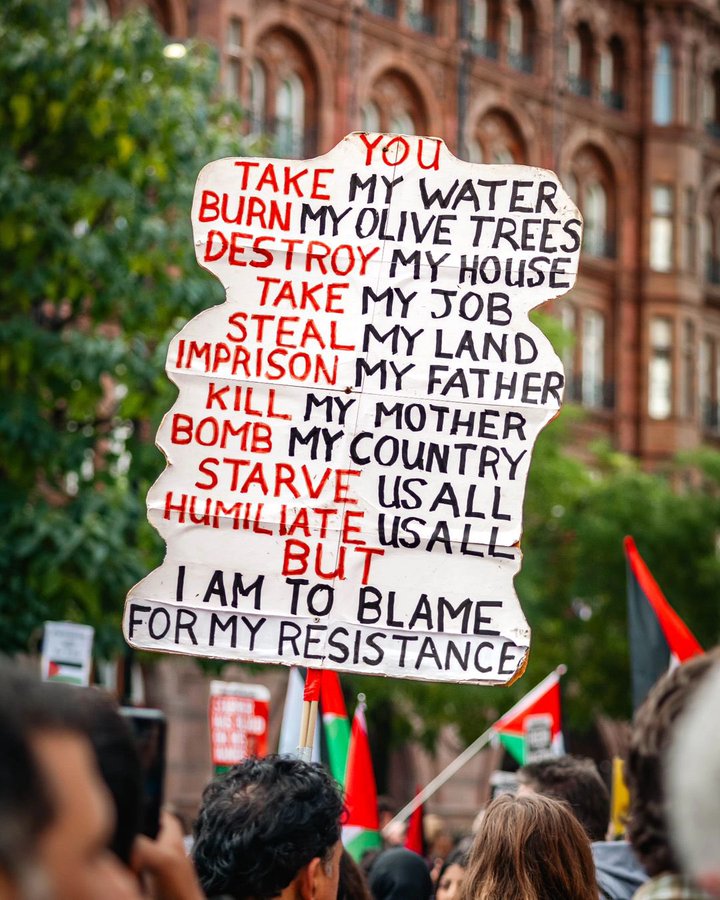 YOU
TAKE MY WATER
BURN MY OLIVE TREES
DESTROY MY HOUSE
TAKE MY JOB
STEAL MY LAND
IMPRISON MY FATHER
KILL MY MOTHER
BOMB MY COUNTRY
STARVE US ALL
HUMILIATE US ALL
BUT
I AM TO BLAME
FOR MY RESISTANCE